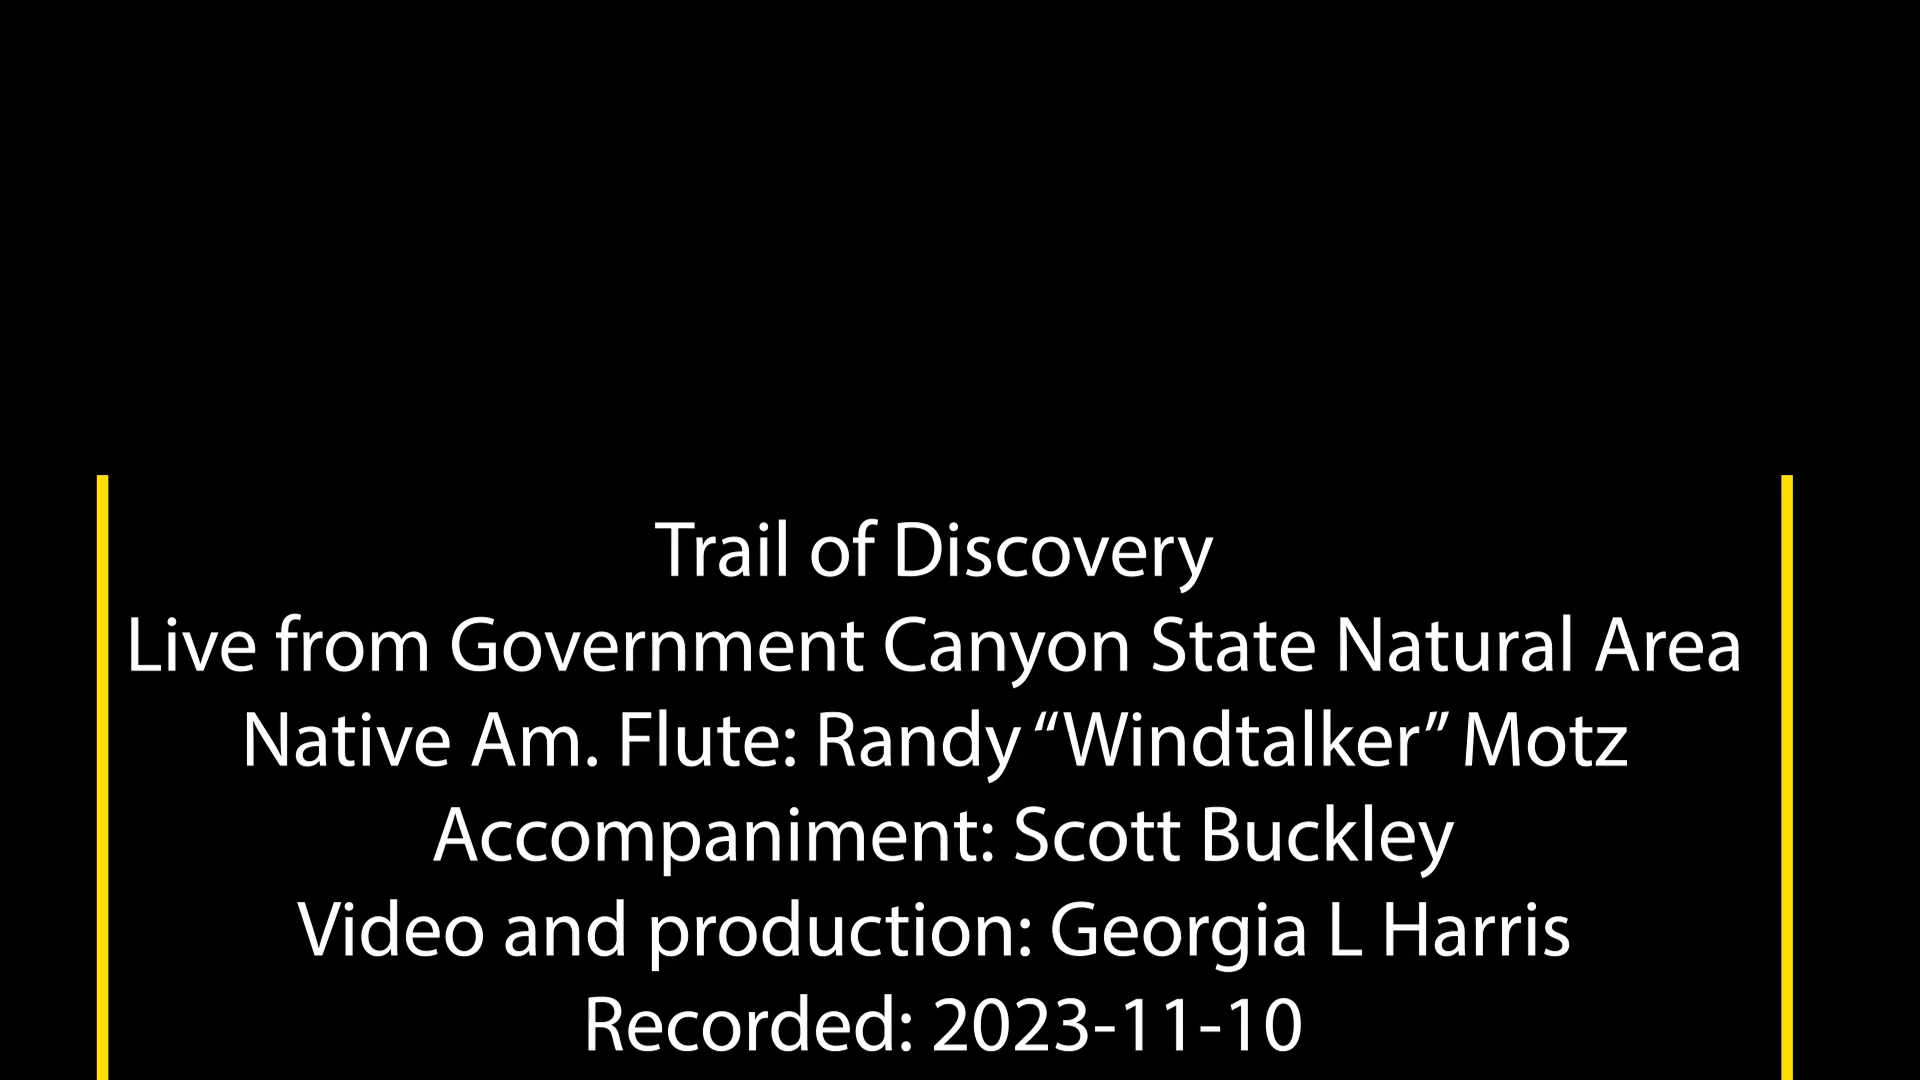 Trail of Discovery
Live from Government Canyon State Natural Area
Native Am. Flute: Randy “Windtalker” Motz
Accompaniment: Scott Buckley
Video and production: Georgia L Harris
Recorded: 2023-11-10